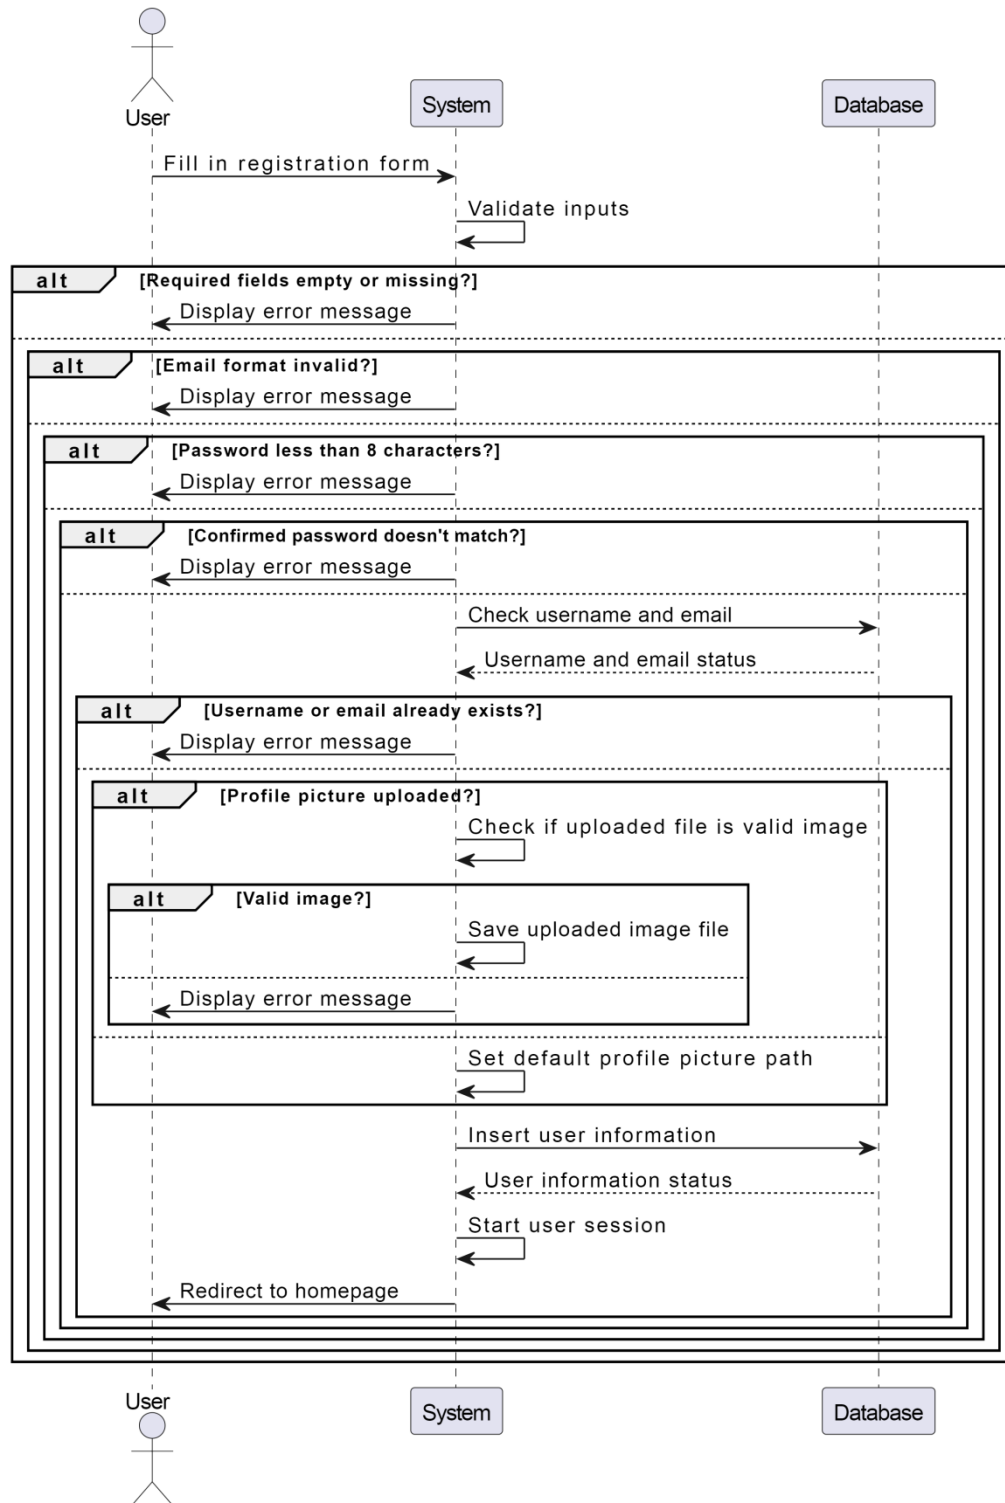 User
System
Database
Fill in registration form
Validate inputs
alt [Required fields empty or missing?]
Display error message
alt [Email format invalid?]
Display error message
alt [Password less than 8 characters?]
Display error message
alt [Confirmed password doesn't match?]
Display error message
Check username and email
Username and email status
alt [Username or email already exists?]
Display error message
alt [Profile picture uploaded?]
Check if uploaded file is valid image
alt [Valid image?]
Save uploaded image file
Display error message
Set default profile picture path
Insert user information
User information status
Start user session
Redirect to homepage
User
System
Database